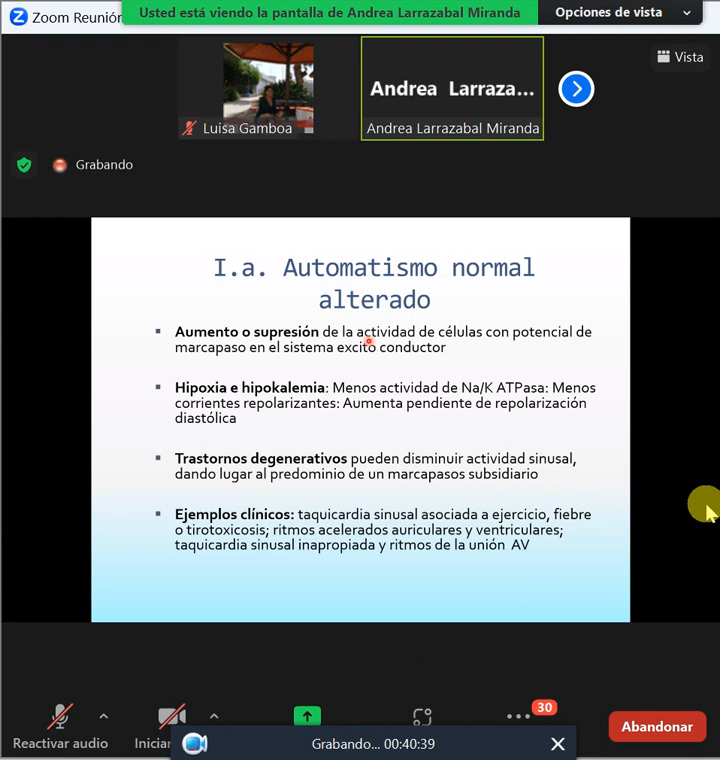 Zoom Reunión
Usted está viendo la pantalla de Andrea Larrazabal Miranda
Opciones de vista
Vista
Andrea Larraza...
Luisa Gamboa
Andrea Larrazabal Miranda
Grabando
I.a. Automatismo normal
alterado
Aumento o supresión de la actividad de células con potencial de
marcapaso en el sistema excito conductor
Hipoxia e hipokalemia: Menos actividad de Na/K ATPasa: Menos
corrientes repolarizantes: Aumenta pendiente de repolarización
diastólica
Trastornos degenerativos pueden disminuir actividad sinusal,
dando lugar al predominio de un marcapasos subsidiario
Ejemplos clínicos: taquicardia sinusal asociada a ejercicio, fiebre
o tirotoxicosis; ritmos acelerados auriculares y ventriculares;
taquicardia sinusal inapropiada y ritmos de la unión AV
30
Reactivar audio
Iniciar
Abandonar
Grabando... 00:40:39